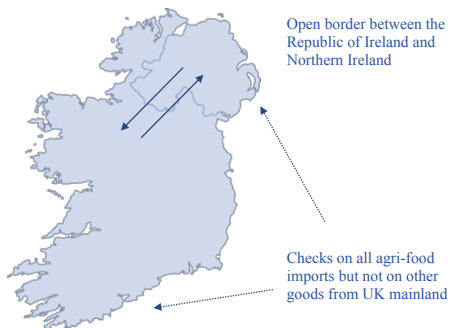 Open border between the
Republic of Ireland and
Northern Ireland
Checks on all agri-food
imports but not on other
goods from UK mainland